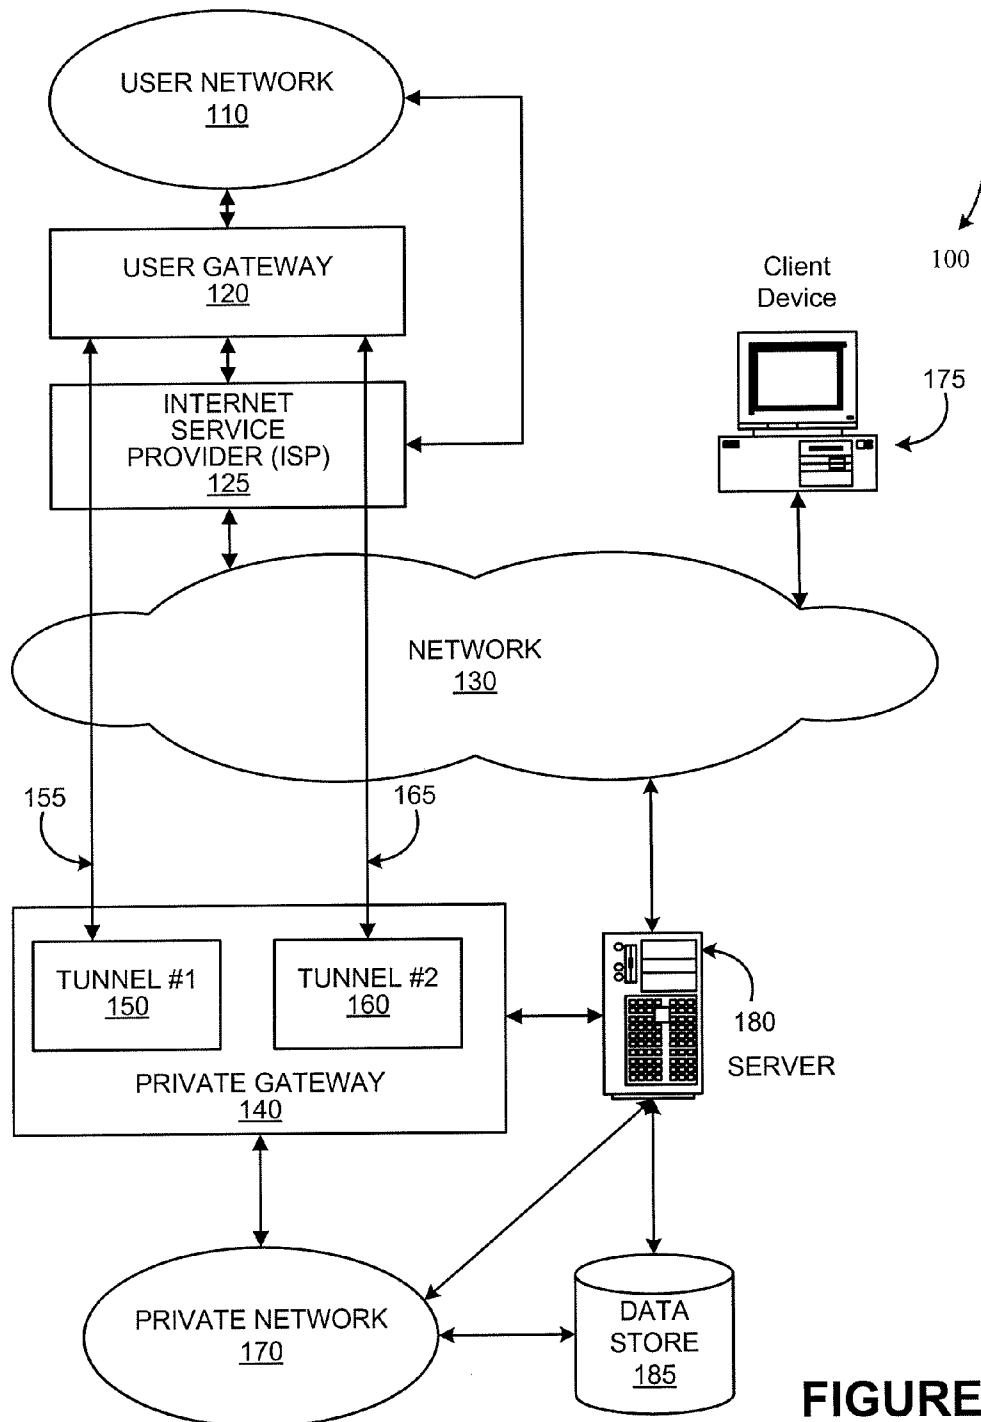 USER NETWORK
110
USER GATEWAY
120
100
Client
Device
INTERNET
SERVICE
PROVIDER (ISP)
125
175
NETWORK
130
155
165
TUNNEL #1
150
TUNNEL #2
160
180
SERVER
PRIVATE GATEWAY
140
PRIVATE NETWORK
170
DATA
STORE
185
FIGURE